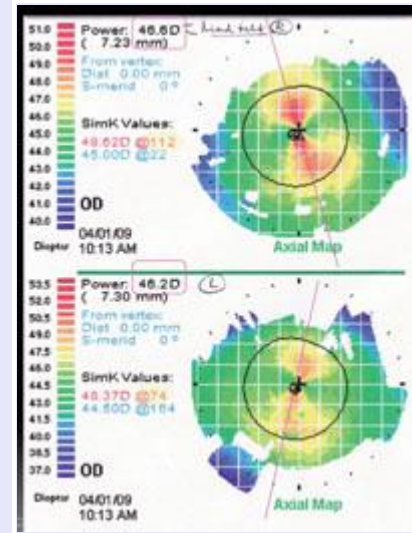 51.0
50.0
49.0
48.0
47.0
46.0
45.0
44.0
43.0
42.0
41.0
40.0
Diopter
Power: 46.6D
( 7.23 mm)
From vertex:
Dist 0.00 mm
S-merid 0°
SimK Values:
48.62D @112
45.00D @22
OD
04/01/09
10:13 AM
head tilt R
Axial Map
53.5
52.0
50.5
49.0
47.5
46.0
44.5
43.0
41.5
40.0
38.5
37.0
Diopter
Power: 46.2D
( 7.30 mm)
From vertex:
Dist 0.00 mm
S-merid 0°
SimK Values:
48.37D @74
44.60D @164
OD
04/01/09
10:13 AM
L
Axial Map